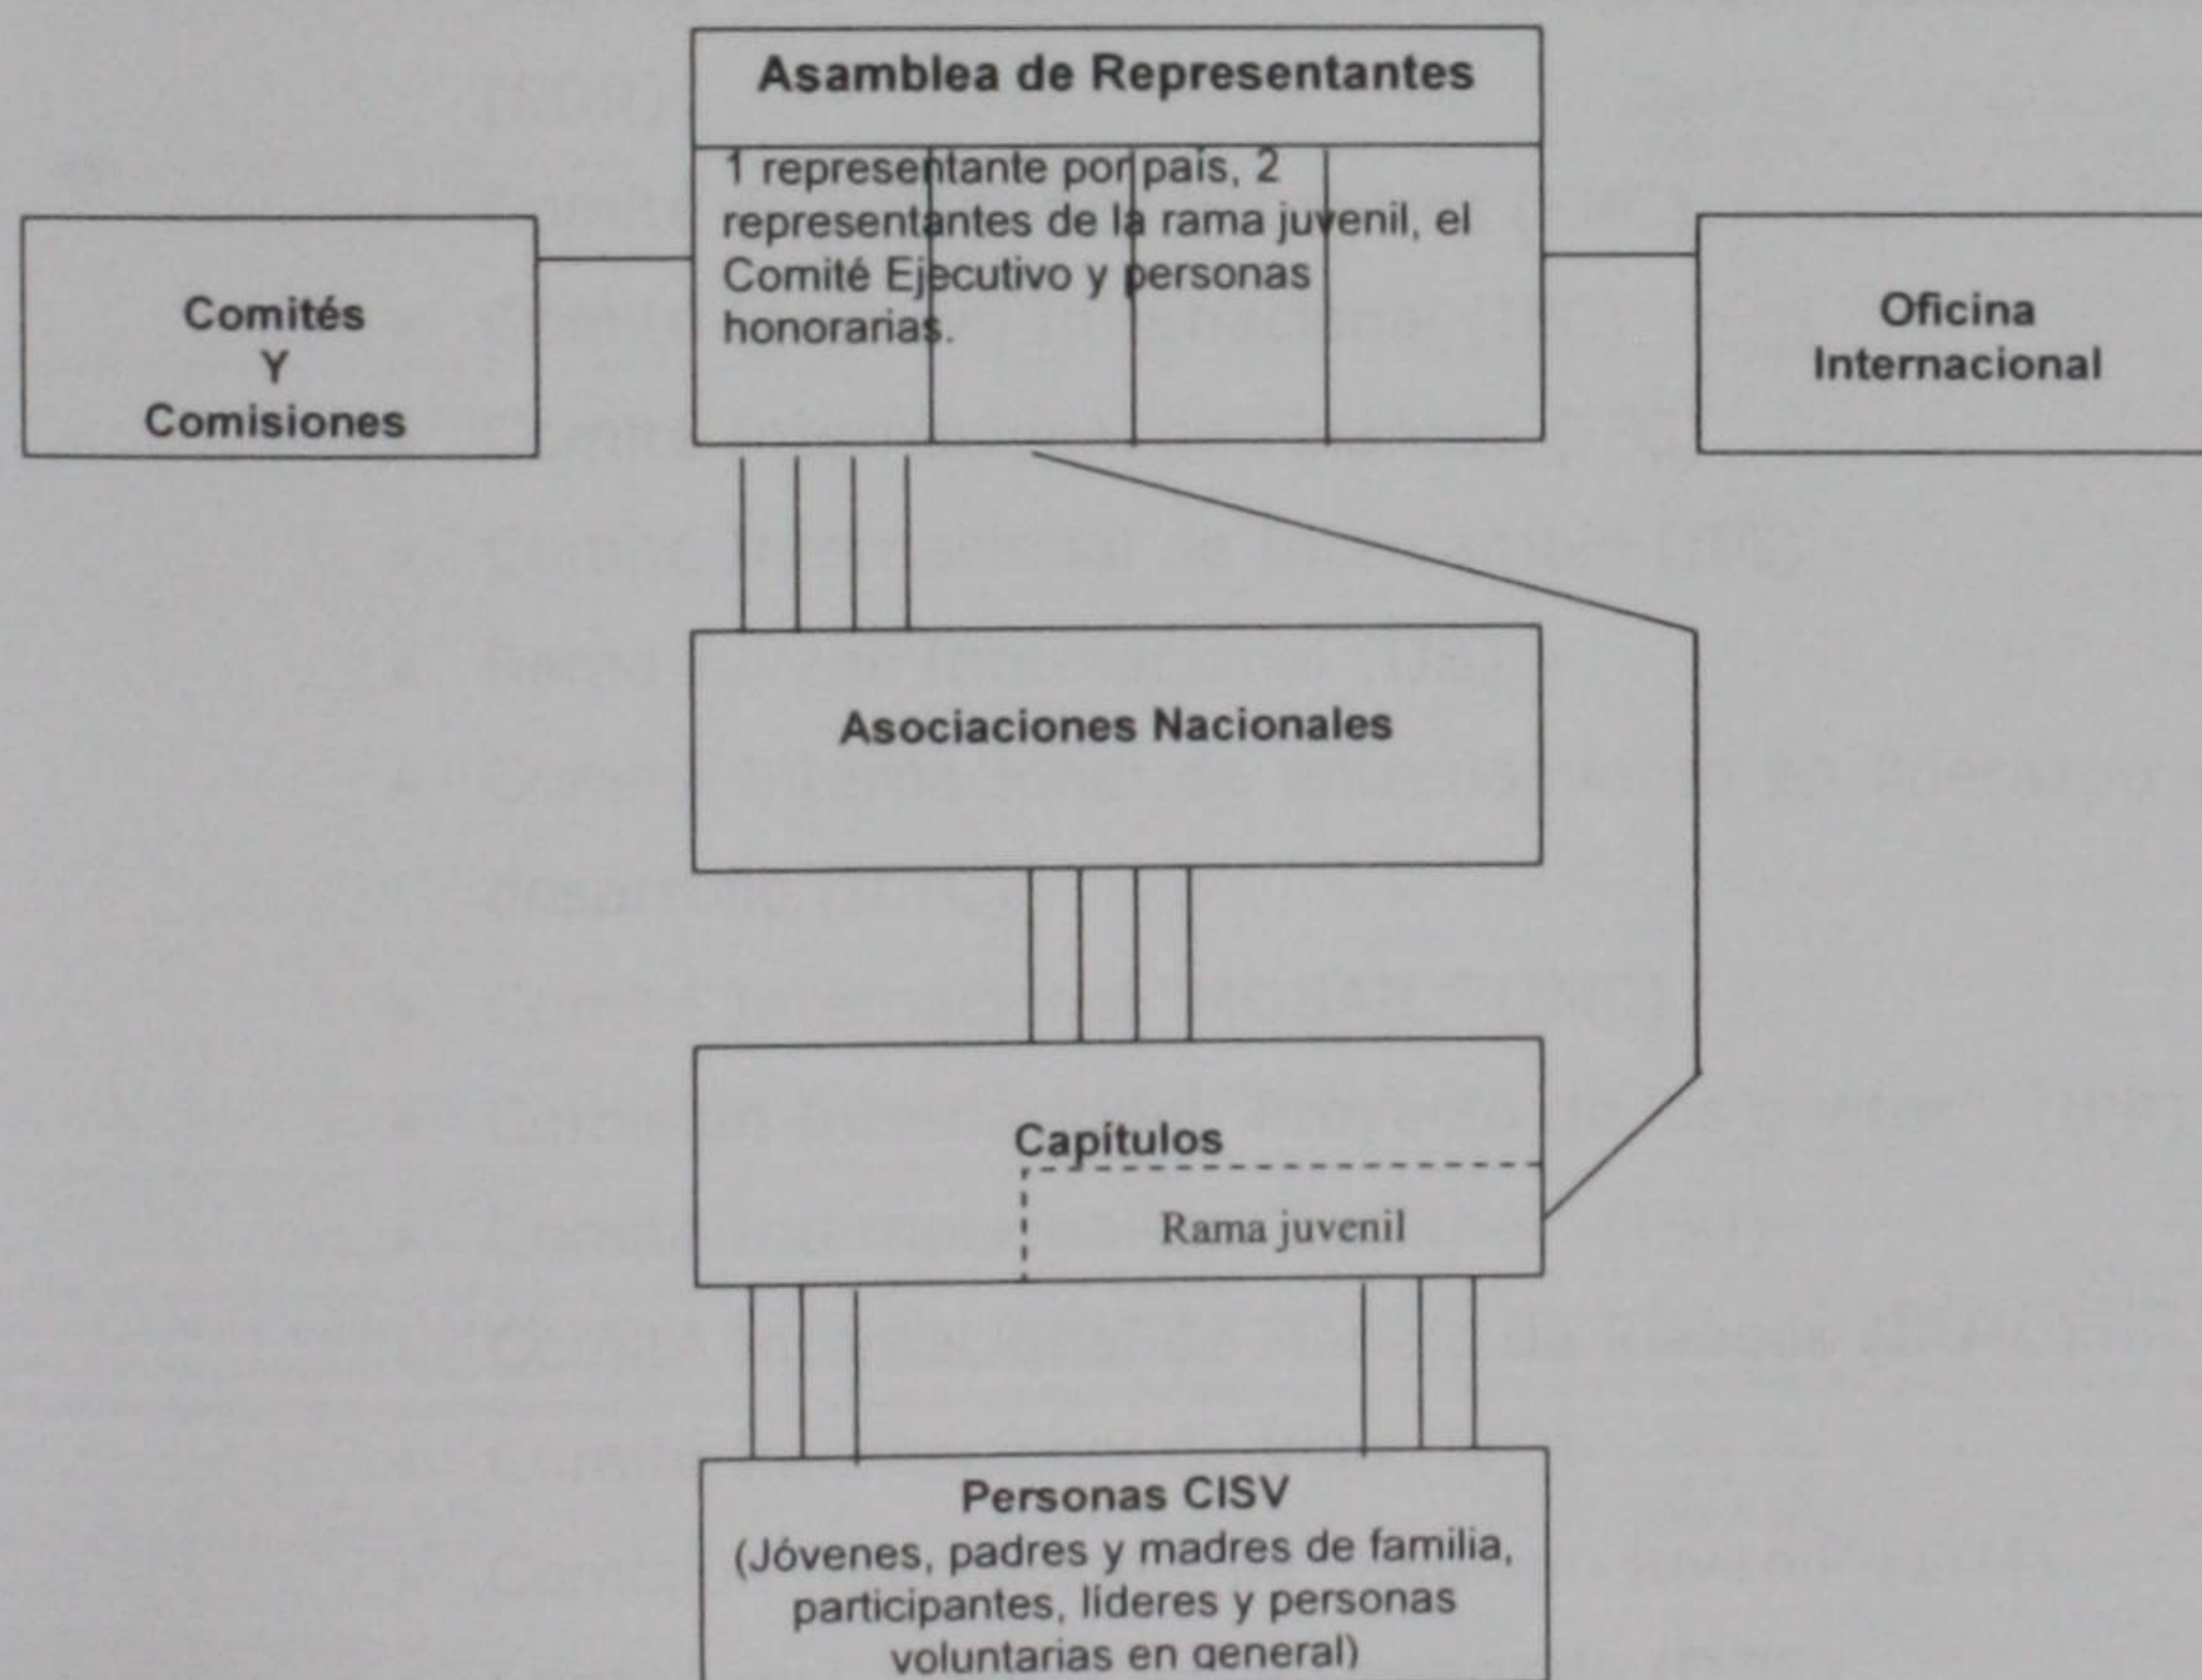 Asamblea de Representantes
1 representante por país, 2
representantes de la rama juvenil, el
Comité Ejecutivo y personas
honorarias.
Comités
Y
Comisiones
Oficina
Internacional
Asociaciones Nacionales
Capítulos
Rama juvenil
Personas CISV
(Jóvenes, padres y madres de familia,
participantes, líderes y personas
voluntarias en general)